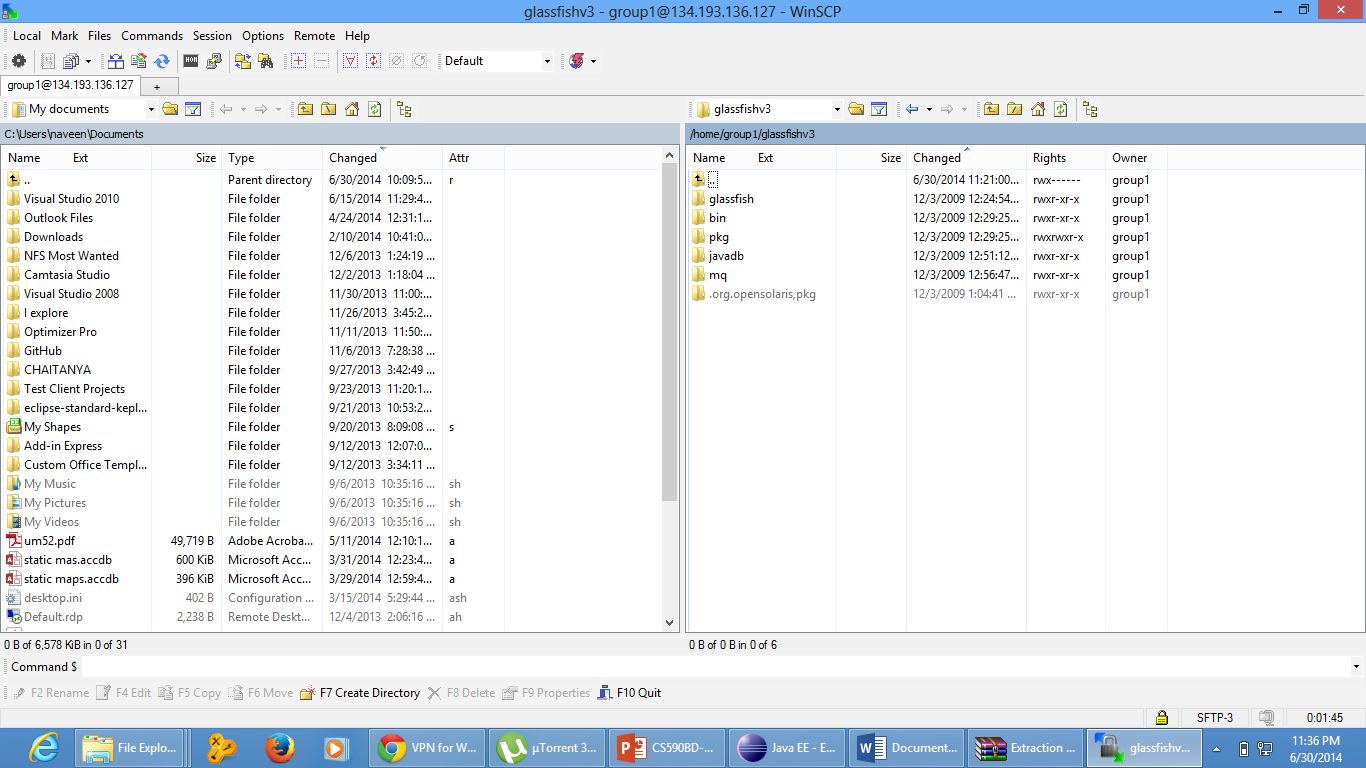 glassfishv3 - group1@134.193.136.127 - WinSCP
Local Mark Files Commands Session Options Remote Help
Default
group1@134.193.136.127 +
My documents
glassfishv3
C:\Users\naveen\Documents
/home/group1/glassfishv3
Name Ext Size Type Changed Attr
.. Parent directory 6/30/2014 10:09:5... r
Visual Studio 2010 File folder 6/15/2014 11:29:4...
Outlook Files File folder 4/24/2014 12:31:1...
Downloads File folder 2/10/2014 10:41:0...
NFS Most Wanted File folder 12/6/2013 1:24:19 ...
Camtasia Studio File folder 12/2/2013 1:18:04 ...
Visual Studio 2008 File folder 11/30/2013 11:00:...
I explore File folder 11/26/2013 3:45:2...
Optimizer Pro File folder 11/11/2013 11:50:...
GitHub File folder 11/6/2013 7:28:38 ...
CHAITANYA File folder 9/27/2013 3:42:49 ...
Test Client Projects File folder 9/23/2013 11:20:1...
eclipse-standard-kepl... File folder 9/21/2013 10:53:2...
My Shapes File folder 9/20/2013 8:09:08 ... s
Add-in Express File folder 9/12/2013 12:07:0...
Custom Office Templ... File folder 9/12/2013 3:34:11 ...
My Music File folder 9/6/2013 10:35:16 ... sh
My Pictures File folder 9/6/2013 10:35:16 ... sh
My Videos File folder 9/6/2013 10:35:16 ... sh
um52.pdf 49,719 B Adobe Acroba... 5/11/2014 12:10:1... a
static mas.accdb 600 KiB Microsoft Acc... 3/31/2014 12:23:4... a
static maps.accdb 396 KiB Microsoft Acc... 3/29/2014 12:59:4... a
desktop.ini 402 B Configuration ... 3/15/2014 5:29:44 ... ash
Default.rdp 2,238 B Remote Deskt... 12/4/2013 2:06:16 ... ah
Name Ext Size Changed Rights Owner
.. 6/30/2014 11:21:00... rwx------ group1
glassfish 12/3/2009 12:24:54... rwxr-xr-x group1
bin 12/3/2009 12:29:25... rwxr-xr-x group1
pkg 12/3/2009 12:29:25... rwxrwxr-x group1
javadb 12/3/2009 12:51:12... rwxr-xr-x group1
mq 12/3/2009 12:56:47... rwxr-xr-x group1
.org.opensolaris,pkg 12/3/2009 1:04:41 ... rwxr-xr-x group1
0 B of 6,578 KiB in 0 of 31
0 B of 0 B in 0 of 6
Command $
F2 Rename F4 Edit F5 Copy F6 Move F7 Create Directory F8 Delete F9 Properties F10 Quit
SFTP-3 0:01:45
File Explo... VPN for W... µTorrent 3... CS590BD-... Java EE - E... Document... Extraction ... glassfishv...
11:36 PM
6/30/2014